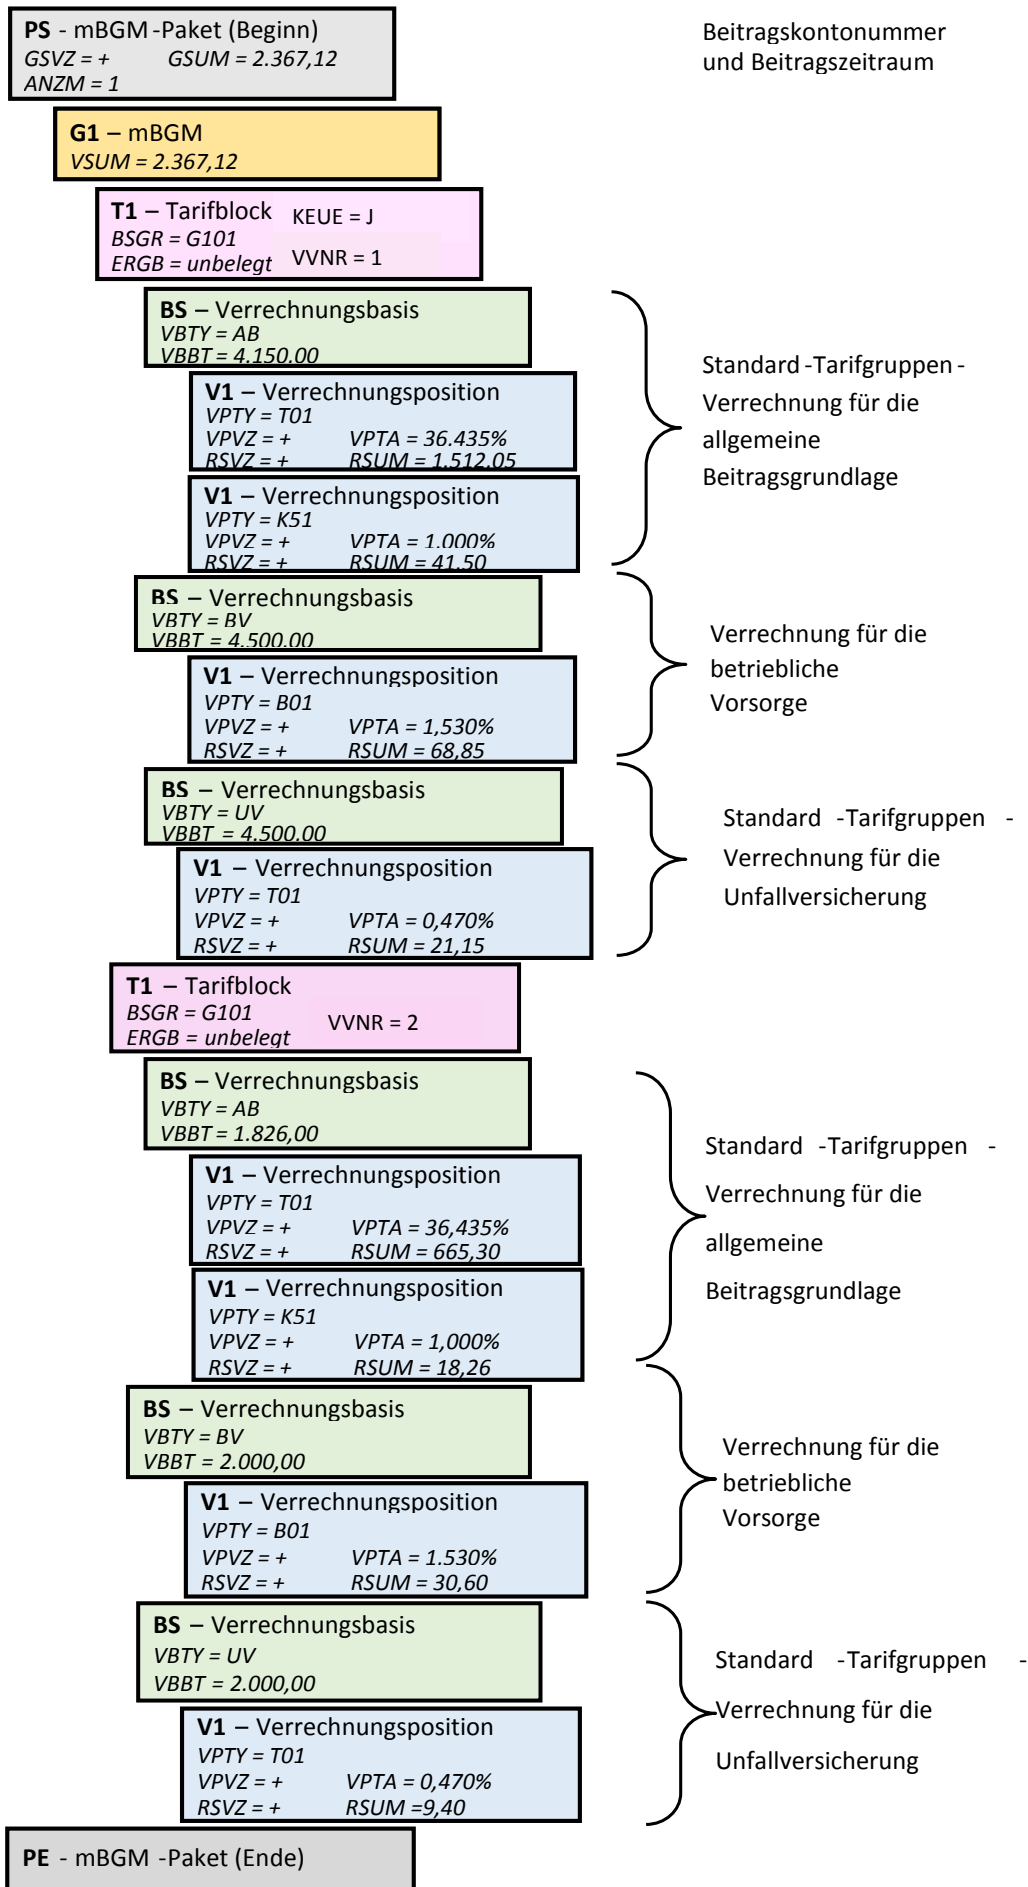 PS - mBGM -Paket (Beginn)
GSVZ = + GSUM = 2.367,12
ANZM = 1
Beitragskontonummer
und Beitragszeitraum
G1 – mBGM
VSUM = 2.367,12
T1 – Tarifblock KEUE = J
BSGR = G101
ERGB = unbelegt VVNR = 1
BS – Verrechnungsbasis
VBTY = AB
VBBT = 4.150.00
V1 – Verrechnungsposition
VPTY = T01
VPVZ = + VPTA = 36.435%
RSVZ = + RSUM = 1.512.05
V1 – Verrechnungsposition
VPTY = K51
VPVZ = + VPTA = 1.000%
RSVZ = + RSUM = 41.50
Standard -Tarifgruppen -
Verrechnung für die
allgemeine
Beitragsgrundlage
BS – Verrechnungsbasis
VBTY = BV
VBBT = 4.500.00
V1 – Verrechnungsposition
VPTY = B01
VPVZ = + VPTA = 1,530%
RSVZ = + RSUM = 68,85
Verrechnung für die
betriebliche
Vorsorge
BS – Verrechnungsbasis
VBTY = UV
VBBT = 4.500.00
V1 – Verrechnungsposition
VPTY = T01
VPVZ = + VPTA = 0,470%
RSVZ = + RSUM = 21,15
Standard -Tarifgruppen -
Verrechnung für die
Unfallversicherung
T1 – Tarifblock
BSGR = G101
ERGB = unbelegt VVNR = 2
BS – Verrechnungsbasis
VBTY = AB
VBBT = 1.826,00
V1 – Verrechnungsposition
VPTY = T01
VPVZ = + VPTA = 36,435%
RSVZ = + RSUM = 665,30
V1 – Verrechnungsposition
VPTY = K51
VPVZ = + VPTA = 1,000%
RSVZ = + RSUM = 18,26
Standard -Tarifgruppen -
Verrechnung für die
allgemeine
Beitragsgrundlage
BS – Verrechnungsbasis
VBTY = BV
VBBT = 2.000,00
V1 – Verrechnungsposition
VPTY = B01
VPVZ = + VPTA = 1.530%
RSVZ = + RSUM = 30,60
Verrechnung für die
betriebliche
Vorsorge
BS – Verrechnungsbasis
VBTY = UV
VBBT = 2.000,00
V1 – Verrechnungsposition
VPTY = T01
VPVZ = + VPTA = 0,470%
RSVZ = + RSUM =9,40
Standard -Tarifgruppen -
Verrechnung für die
Unfallversicherung
PE - mBGM -Paket (Ende)